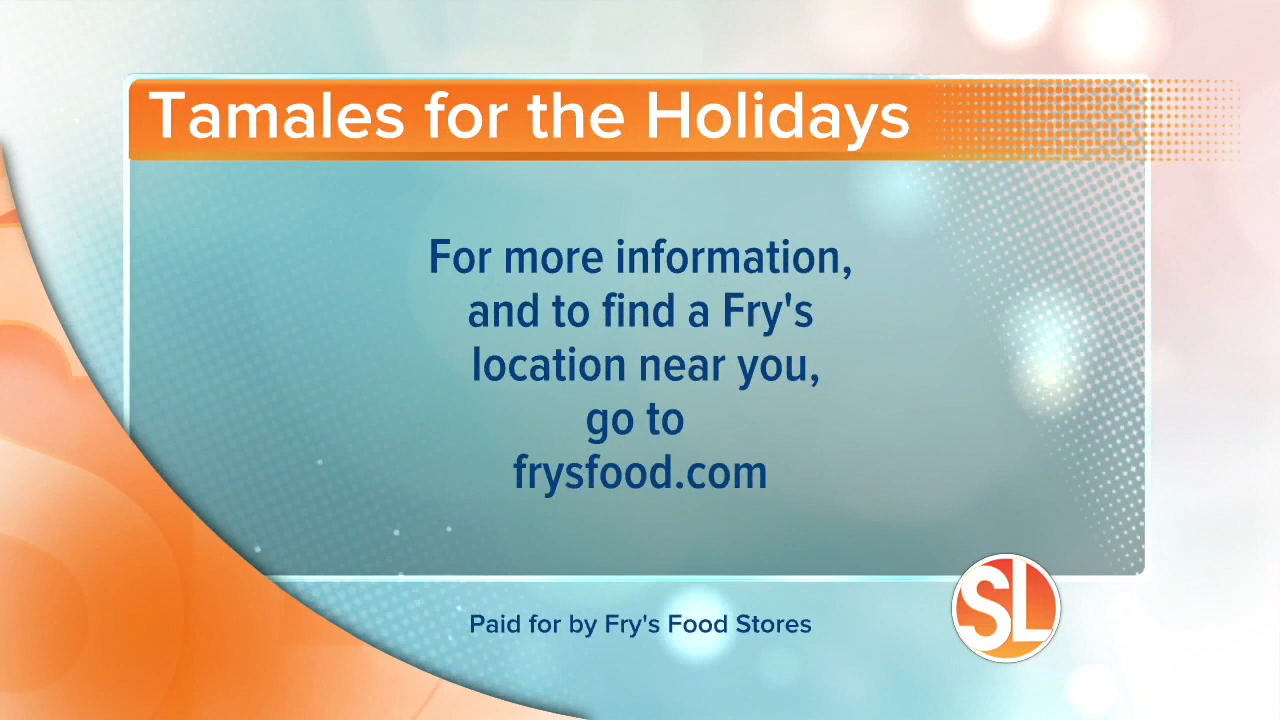 Tamales for the Holidays
For more information,
and to find a Fry's
location near you,
go to
frysfood.com
Paid for by Fry's Food Stores
SL